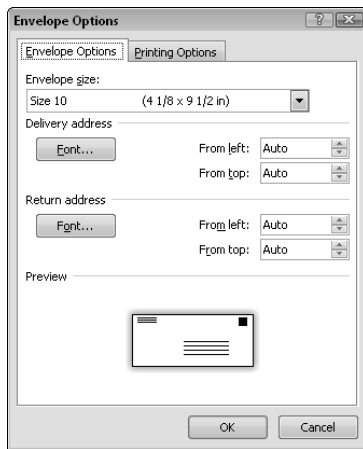 Envelope Options
Envelope Options Printing Options
Envelope size:
Size 10 (4 1/8 x 9 1/2 in)
Delivery address
Font... From left: Auto
From top: Auto
Return address
Font... From left: Auto
From top: Auto
Preview
OK Cancel